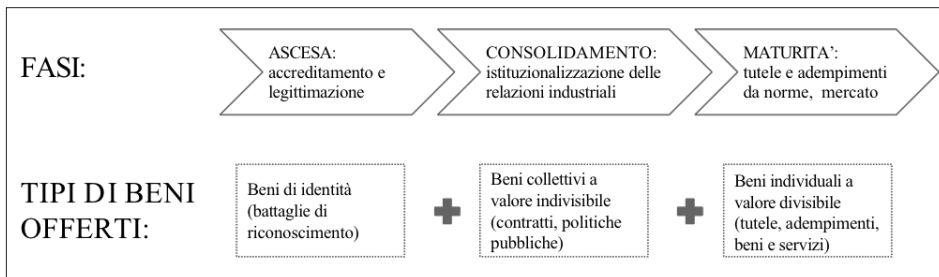 FASI:
ASCESA:
accreditamento e
legittimazione
CONSOLIDAMENTO:
istituzionalizzazione delle
relazioni industriali
MATURITA’:
tutele e adempimenti
da norme, mercato
TIPI DI BENI
OFFERTI:
Beni di identità
(battaglie di
riconoscimento)
Beni collettivi a
valore indivisibile
(contratti, politiche
pubbliche)
Beni individuali a
valore divisibile
(tutele, adempimenti,
beni e servizi)